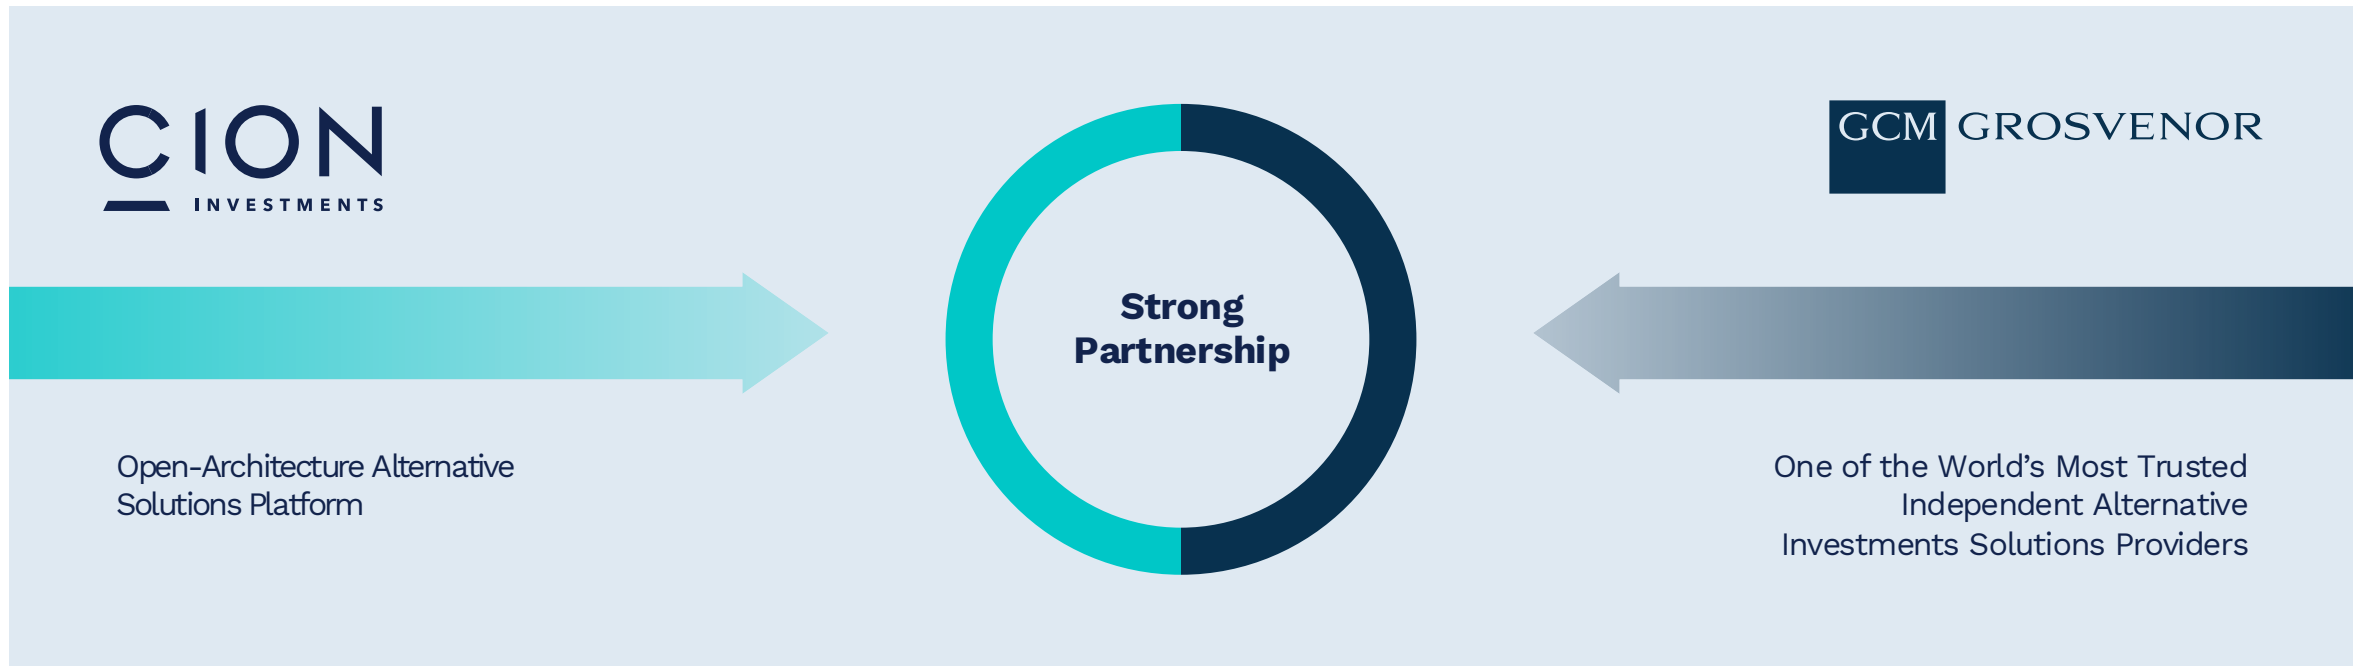 CION
INVESTMENTS
GCM GROSVENOR
Strong
Partnership
Open-Architecture Alternative
Solutions Platform
One of the World’s Most Trusted
Independent Alternative
Investments Solutions Providers